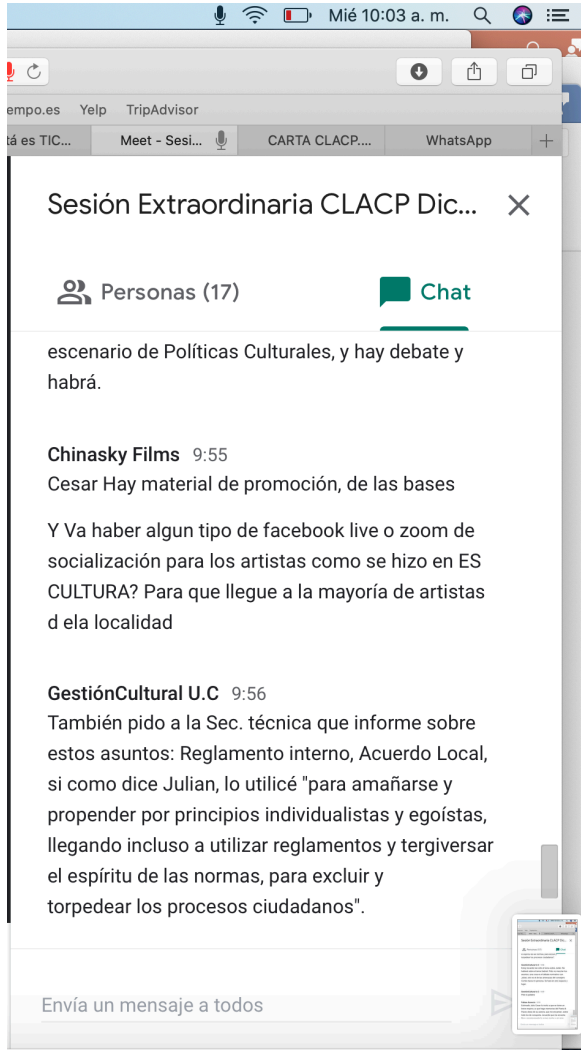 Mié 10:03 a. m.
empo.es Yelp TripAdvisor
tá es TIC... Meet - Sesi... CARTA CLACP.... WhatsApp
Sesión Extraordinaria CLACP Dic...
Personas (17) Chat
escenario de Políticas Culturales, y hay debate y
habrá.
Chinasky Films 9:55
Cesar Hay material de promoción, de las bases
Y Va haber algun tipo de facebook live o zoom de
socialización para los artistas como se hizo en ES
CULTURA? Para que llegue a la mayoría de artistas
d ela localidad
GestiónCultural U.C 9:56
También pido a la Sec. técnica que informe sobre
estos asuntos: Reglamento interno, Acuerdo Local,
si como dice Julian, lo utilicé "para amañarse y
propender por principios individualistas y egoístas,
llegando incluso a utilizar reglamentos y tergiversar
el espíritu de las normas, para excluir y
torpedear los procesos ciudadanos".
Envía un mensaje a todos